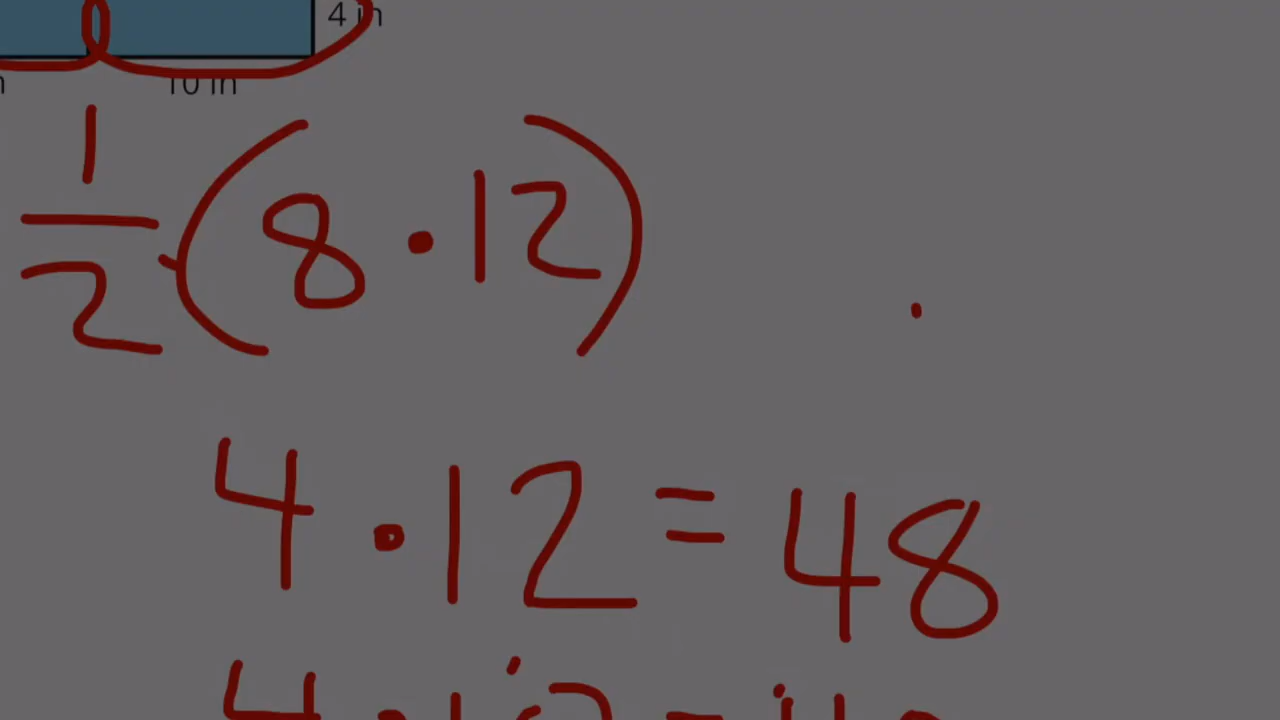 4 in
10 in
1/2 · (8 · 12)
4 · 12 = 48